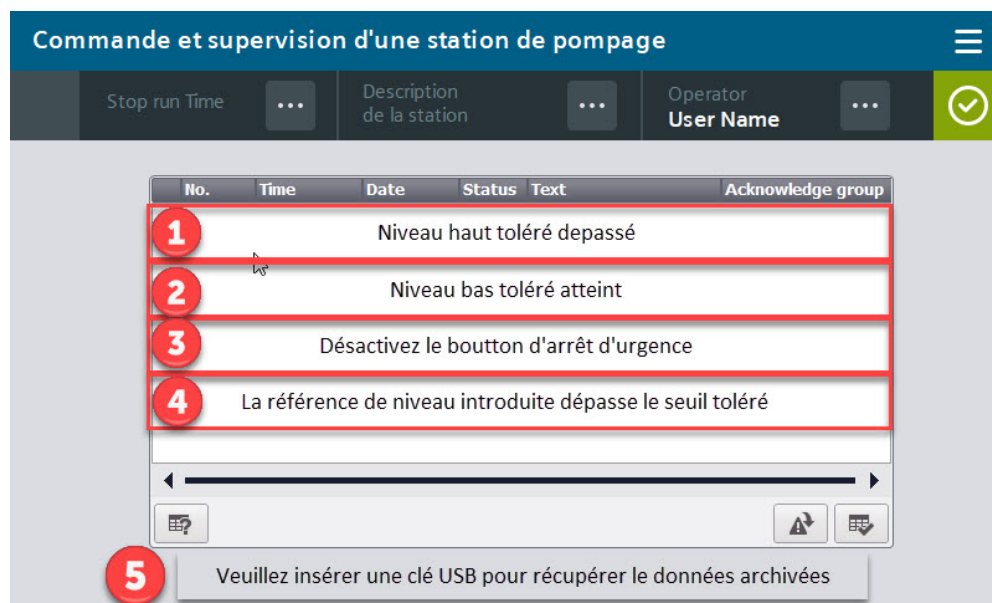 Commande et supervision d'une station de pompage
Stop run Time
...
Description
de la station
...
Operator
User Name
...
No. Time Date Status Text Acknowledge group
1 Niveau haut toléré depassé
2 Niveau bas toléré atteint
3 Désactivez le boutton d'arrêt d'urgence
4 La référence de niveau introduite dépasse le seuil toléré
?
5 Veuillez insérer une clé USB pour récupérer le données archivées